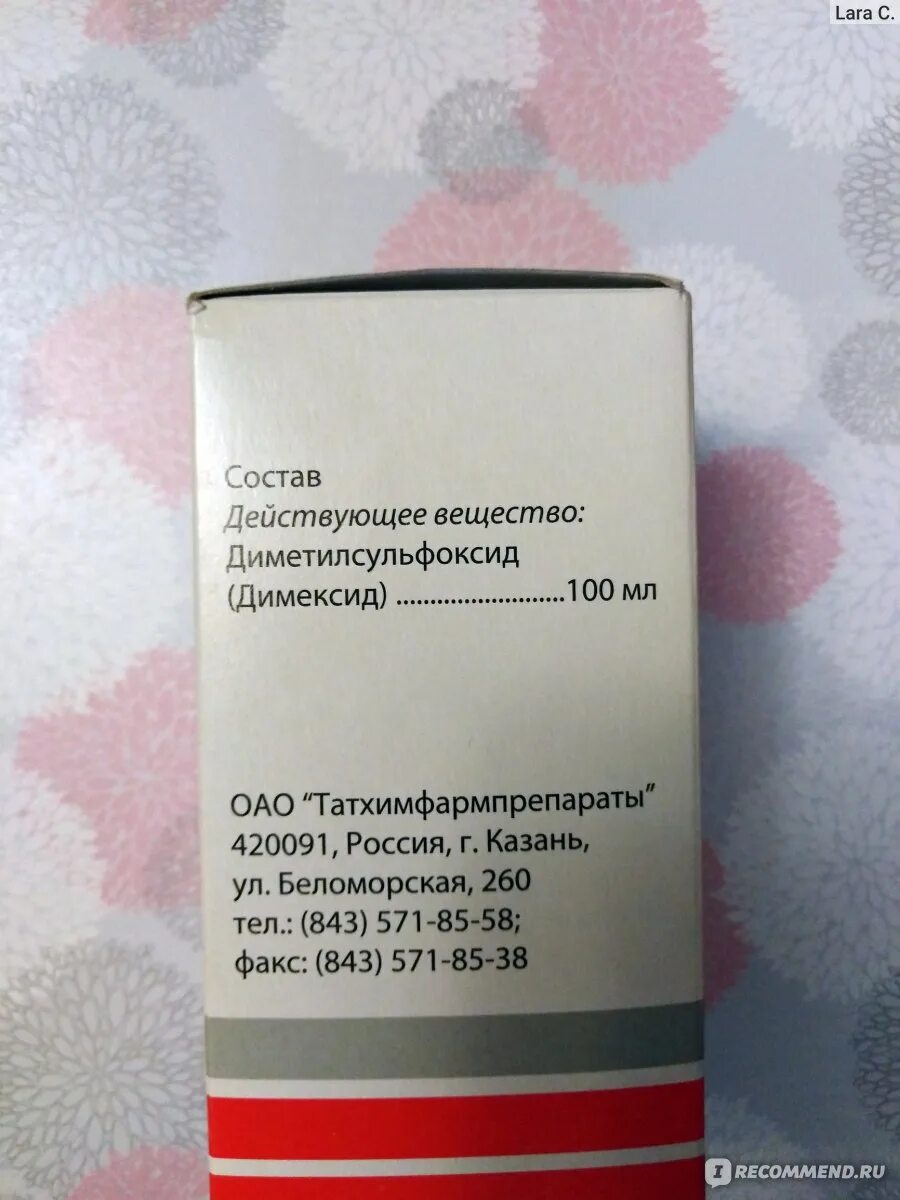 Lara C.
Состав
Действующее вещество:
Диметилсульфоксид
(Димексид) ..........................100 мл
ОАО “Татхимфармпрепараты”
420091, Россия, г. Казань,
ул. Беломорская, 260
тел.: (843) 571-85-58;
факс: (843) 571-85-38
IRECOMMEND.RU